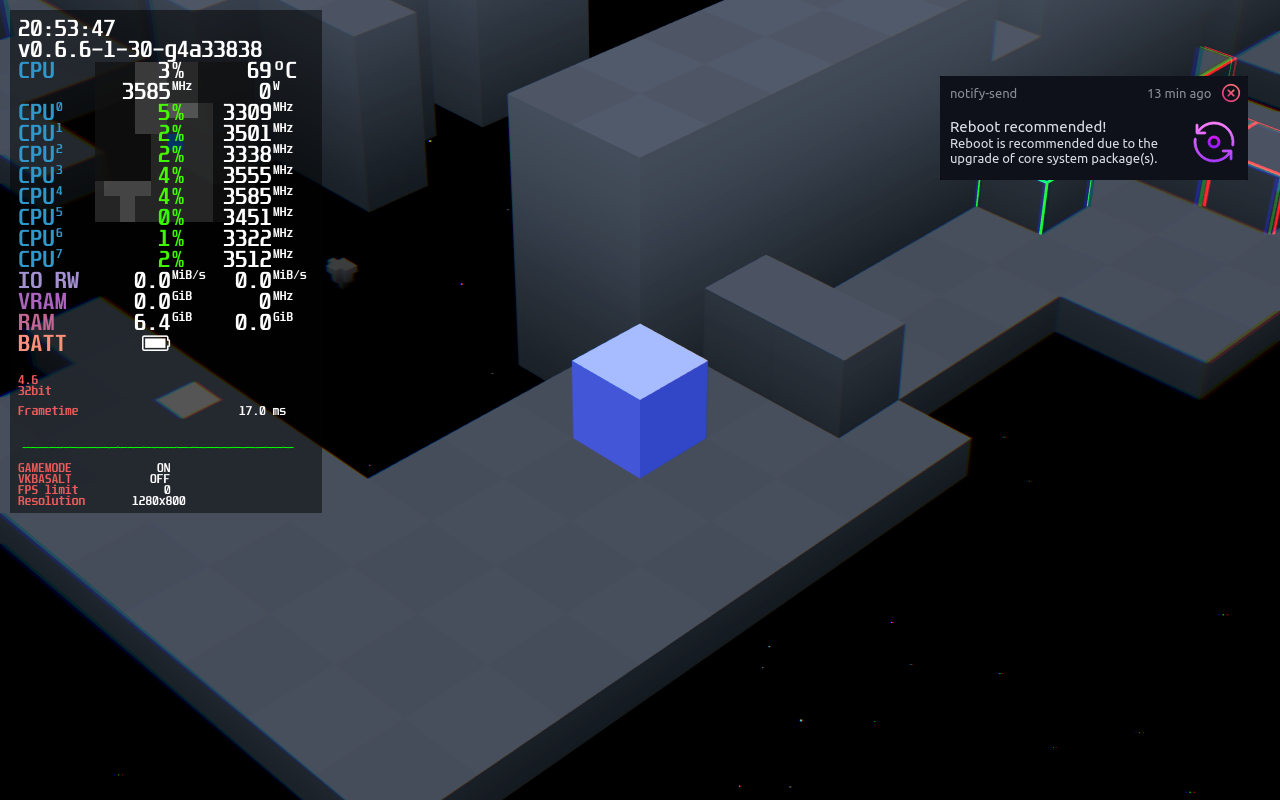 20:53:47
v0.6.6-1-30-g4a33838
CPU 3% 69°C
3585MHz 0W
CPU0 5% 3309MHz
CPU1 2% 3501MHz
CPU2 2% 3338MHz
CPU3 4% 3555MHz
CPU4 4% 3585MHz
CPU5 0% 3451MHz
CPU6 1% 3322MHz
CPU7 2% 3512MHz
IO RW 0.0MiB/s 0.0MiB/s
VRAM 0.0GiB 0MHz
RAM 6.4GiB 0.0GiB
BATT
4.6
32bit
Frametime 17.0 ms
GAMEMODE ON
VKBASALT OFF
FPS limit 0
Resolution 1280x800
notify-send 13 min ago
Reboot recommended!
Reboot is recommended due to the
upgrade of core system package(s).